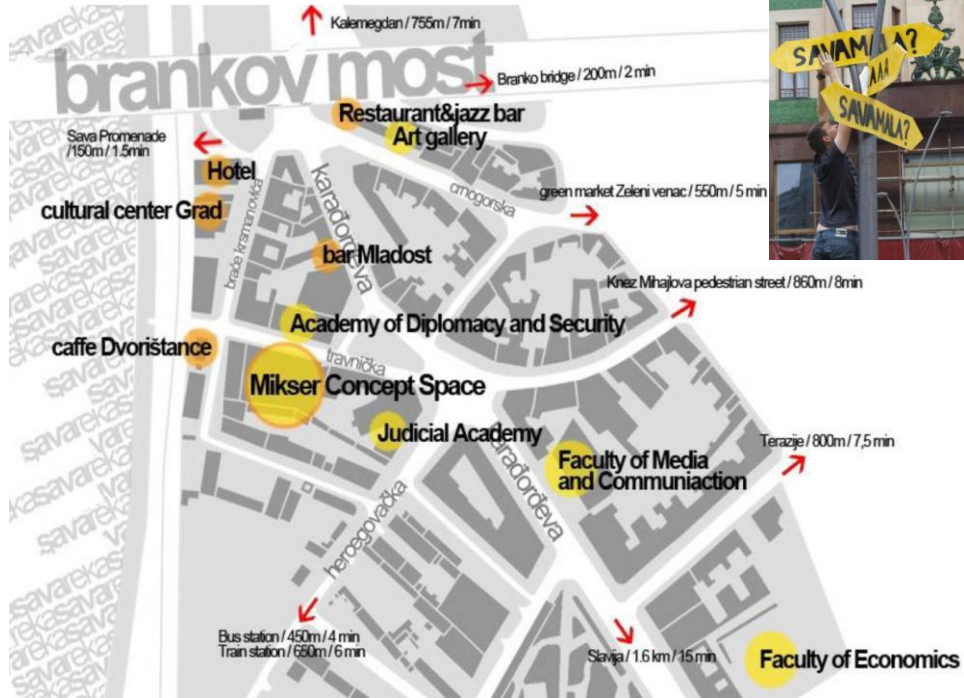 Kalemegdan / 755m / 7min
brankov most
Branko bridge / 200m / 2 min
SAVAMALA?
AAA
SAVAMALA?
Restaurant&jazz bar
Art gallery
Sava Promenade
/150m / 1.5min
Hotel
cultural center Grad
braće krsmanovića
karađorđeva
crnogorska
green market Zeleni venac / 550m / 5 min
bar Mladost
Knez Mihajlova pedestrian street / 860m / 8min
Academy of Diplomacy and Security
caffe Dvorištance
travnička
Mikser Concept Space
Judicial Academy
karađorđeva
Terazije / 800m / 7,5 min
Faculty of Media
and Communiaction
hercegovačka
Bus station / 450m / 4 min
Train station / 650m / 6 min
Slavija / 1.6 km / 15 min
Faculty of Economics